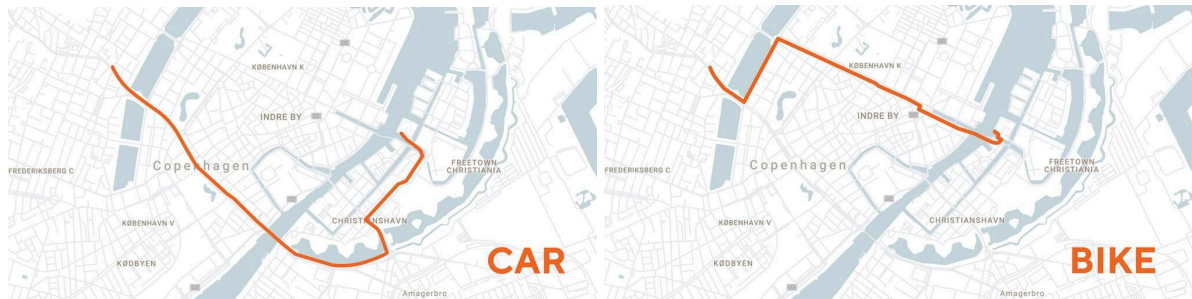 KØBENHAVN K
INDRE BY
Copenhagen
FREDERIKSBERG C
FREETOWN
CHRISTIANIA
KØBENHAVN V
CHRISTIANSHAVN
KØDBYEN
CAR
Amagerbro
KØBENHAVN K
INDRE BY
Copenhagen
FREDERIKSBERG C
FREETOWN
CHRISTIANIA
KØBENHAVN V
CHRISTIANSHAVN
KØDBYEN
BIKE
Amagerbro